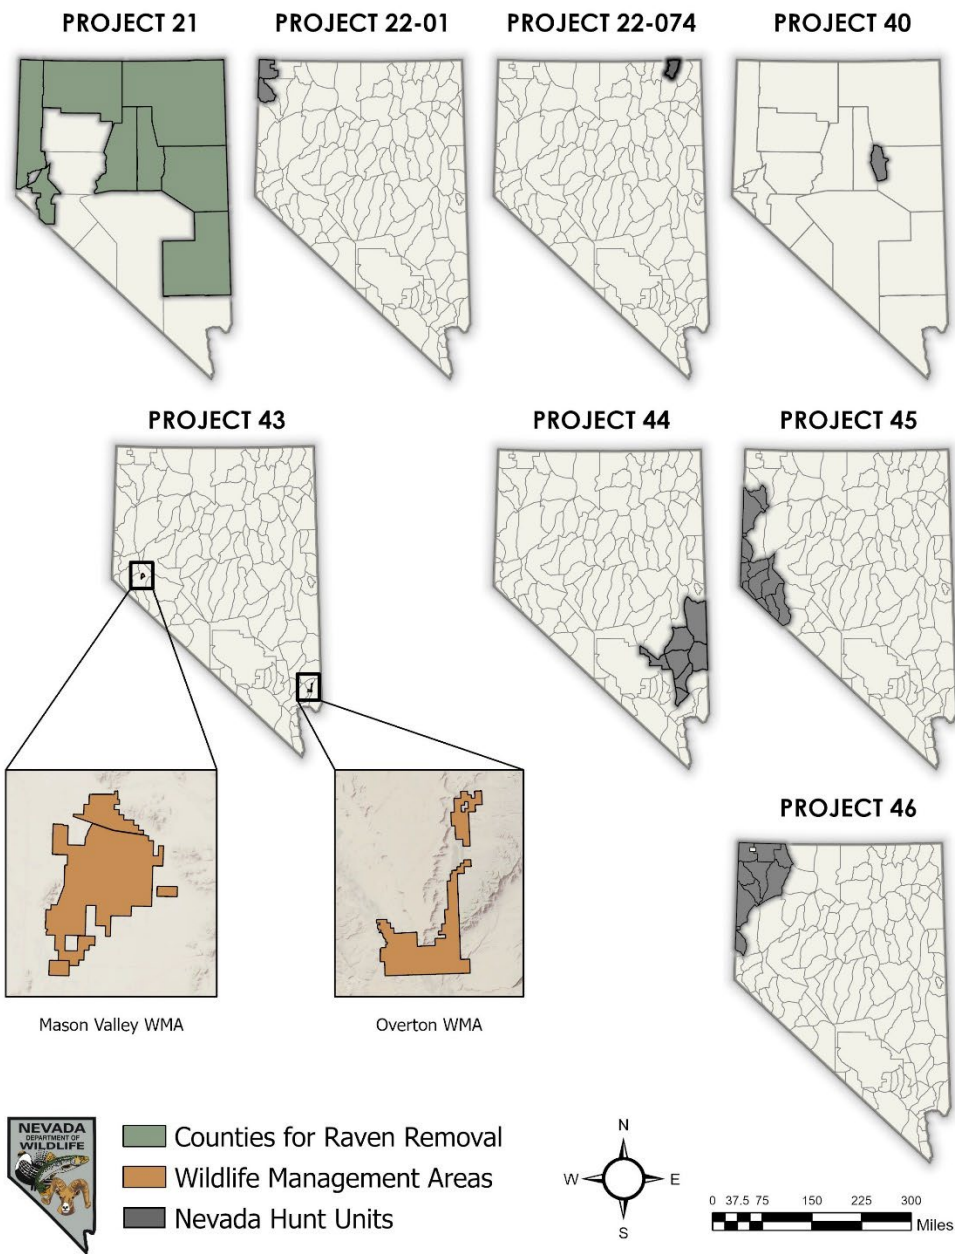 PROJECT 21
PROJECT 22-01
PROJECT 22-074
PROJECT 40
PROJECT 43
PROJECT 44
PROJECT 45
PROJECT 46
Mason Valley WMA
Overton WMA
NEVADA
DEPARTMENT OF
WILDLIFE
Counties for Raven Removal
Wildlife Management Areas
Nevada Hunt Units
N
W
E
S
0 37.5 75 150 225 300
Miles